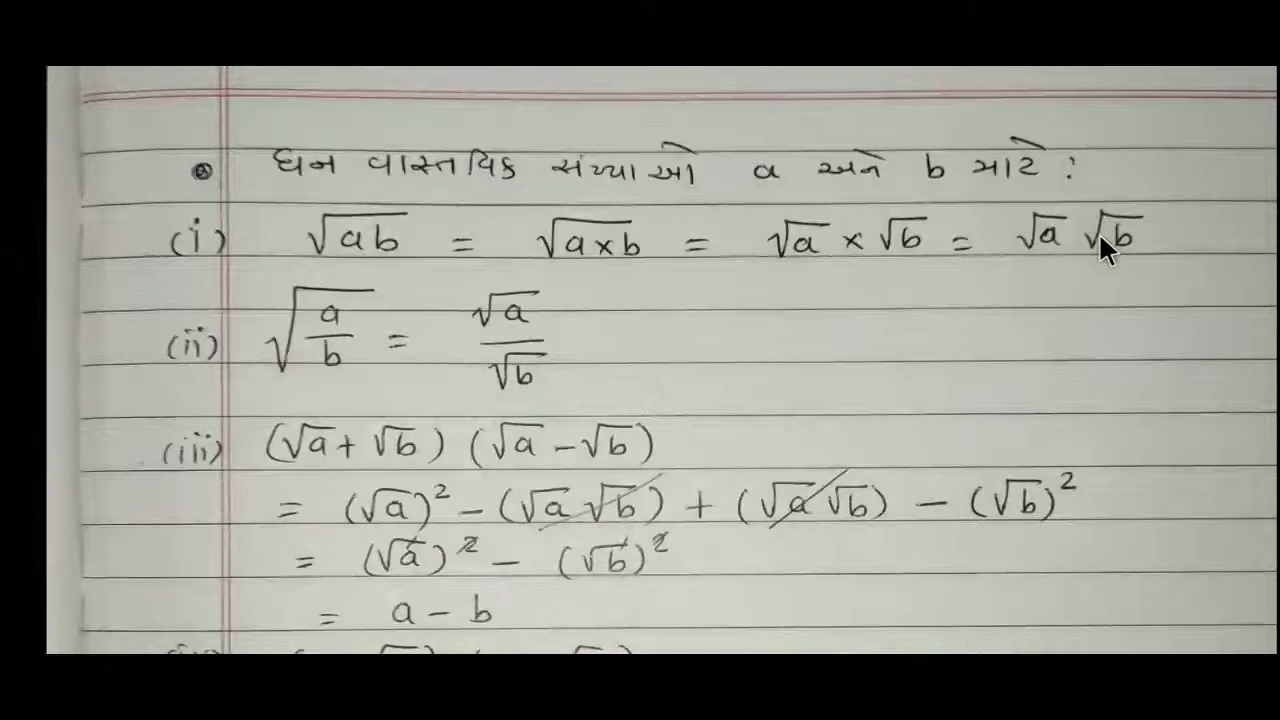 ધન વાસ્તવિક સંખ્યાઓ a અને b માટે :
(i) √ab = √a×b = √a × √b = √a √b
(ii) √(a/b) = √a/√b
(iii) (√a + √b) (√a − √b)
= (√a)² − (√a √b) + (√a √b) − (√b)²
= (√a)² − (√b)²
= a − b